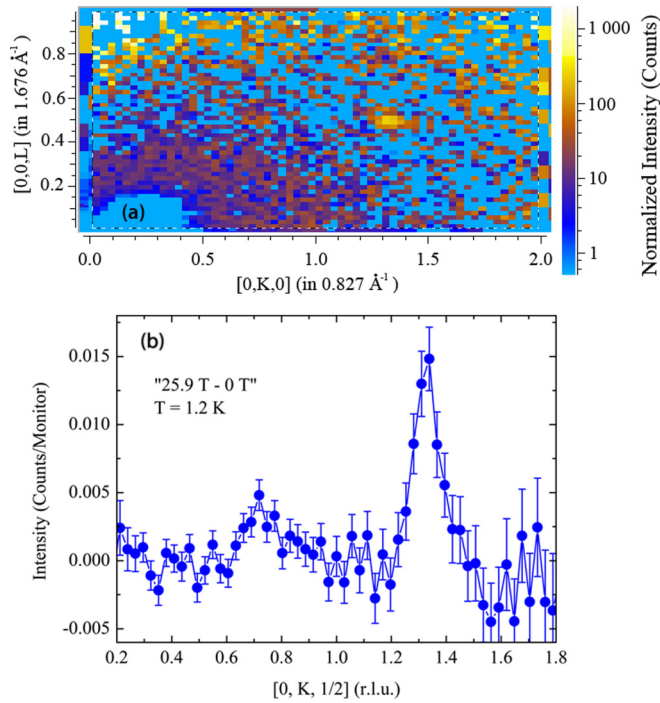 (a)
0.8
0.6
0.4
0.2
[0,0,L] (in 1.676 Å⁻¹)
0.0 0.5 1.0 1.5 2.0
[0,K,0] (in 0.827 Å⁻¹)
1 000
100
10
1
Normalized Intensity (Counts)
(b)
"25.9 T - 0 T"
T = 1.2 K
0.015
0.010
0.005
0.000
-0.005
Intensity (Counts/Monitor)
0.2 0.4 0.6 0.8 1.0 1.2 1.4 1.6 1.8
[0, K, 1/2] (r.l.u.)